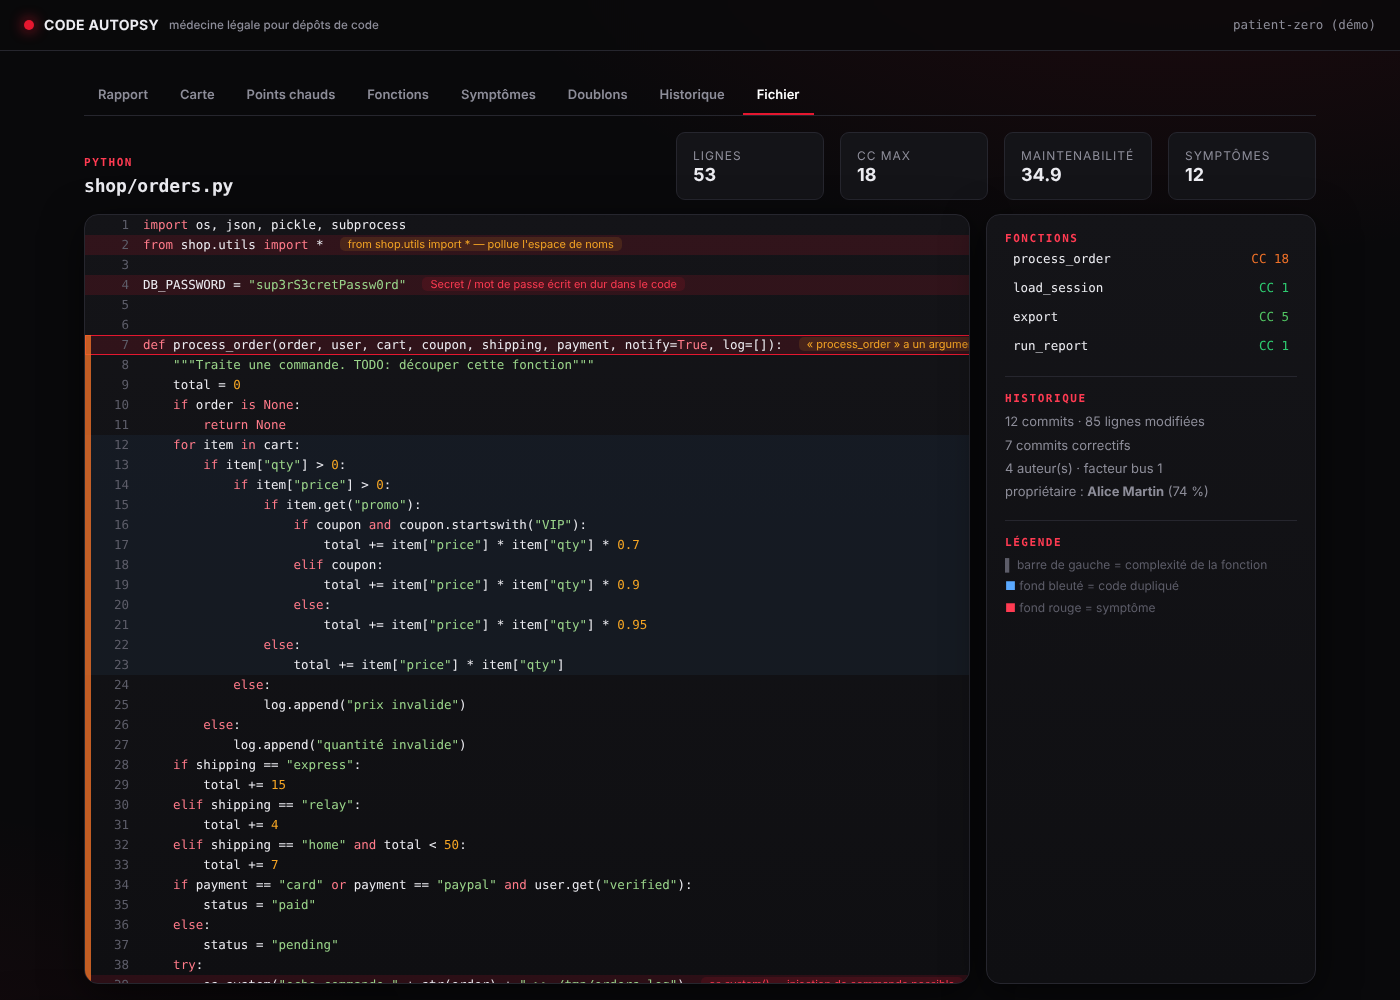 CODE AUTOPSY médecine légale pour dépôts de code patient-zero (démo)
Rapport Carte Points chauds Fonctions Symptômes Doublons Historique Fichier
PYTHON
shop/orders.py
LIGNES
53
CC MAX
18
MAINTENABILITÉ
34.9
SYMPTÔMES
12
1 import os, json, pickle, subprocess
2 from shop.utils import * from shop.utils import * — pollue l'espace de noms
3
4 DB_PASSWORD = "sup3rS3cretPassw0rd" Secret / mot de passe écrit en dur dans le code
5
6
7 def process_order(order, user, cart, coupon, shipping, payment, notify=True, log=[]): « process_order » a un argume
8 """Traite une commande. TODO: découper cette fonction"""
9 total = 0
10 if order is None:
11 return None
12 for item in cart:
13 if item["qty"] > 0:
14 if item["price"] > 0:
15 if item.get("promo"):
16 if coupon and coupon.startswith("VIP"):
17 total += item["price"] * item["qty"] * 0.7
18 elif coupon:
19 total += item["price"] * item["qty"] * 0.9
20 else:
21 total += item["price"] * item["qty"] * 0.95
22 else:
23 total += item["price"] * item["qty"]
24 else:
25 log.append("prix invalide")
26 else:
27 log.append("quantité invalide")
28 if shipping == "express":
29 total += 15
30 elif shipping == "relay":
31 total += 4
32 elif shipping == "home" and total < 50:
33 total += 7
34 if payment == "card" or payment == "paypal" and user.get("verified"):
35 status = "paid"
36 else:
37 status = "pending"
38 try:
FONCTIONS
process_order CC 18
load_session CC 1
export CC 5
run_report CC 1
HISTORIQUE
12 commits · 85 lignes modifiées
7 commits correctifs
4 auteur(s) · facteur bus 1
propriétaire : Alice Martin (74 %)
LÉGENDE
barre de gauche = complexité de la fonction
fond bleuté = code dupliqué
fond rouge = symptôme